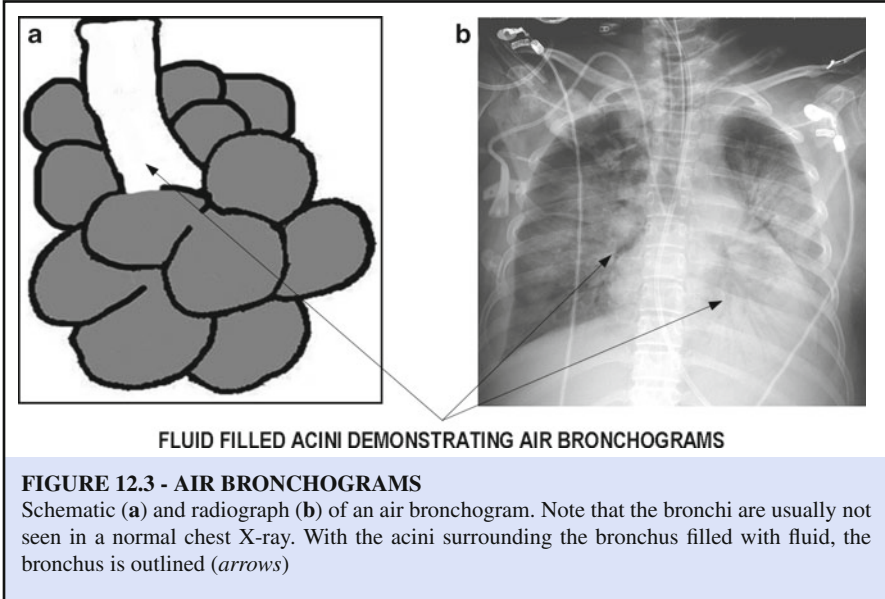 a
b
FLUID FILLED ACINI DEMONSTRATING AIR BRONCHOGRAMS
FIGURE 12.3 - AIR BRONCHOGRAMS
Schematic (a) and radiograph (b) of an air bronchogram. Note that the bronchi are usually not
seen in a normal chest X-ray. With the acini surrounding the bronchus filled with fluid, the
bronchus is outlined (arrows)